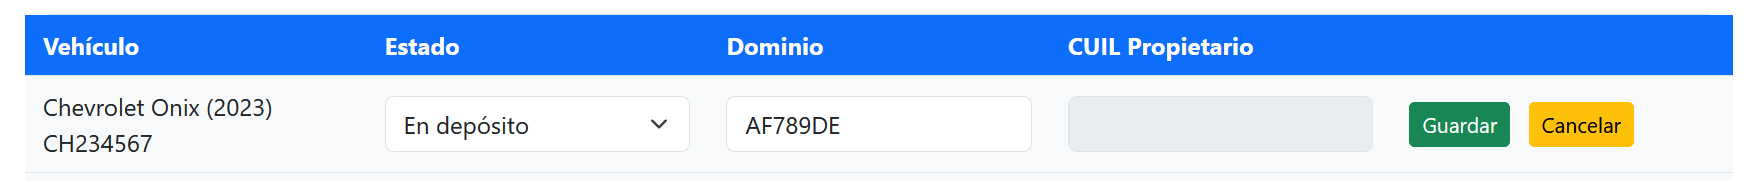 Vehículo Estado Dominio CUIL Propietario
Chevrolet Onix (2023)
CH234567
En depósito
AF789DE
Guardar
Cancelar